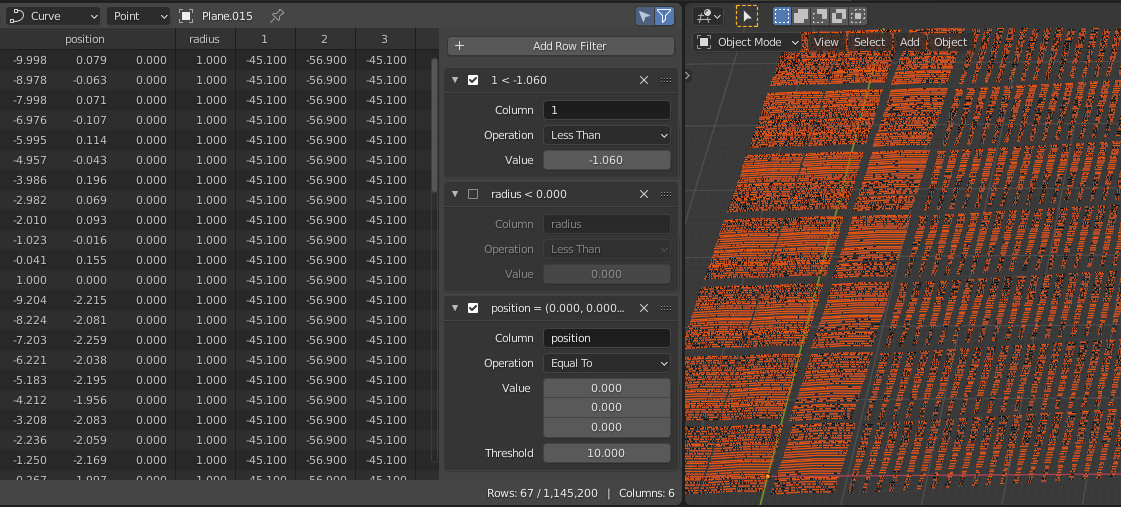 Curve Point Plane.015
position radius 1 2 3
-9.998 0.079 0.000 1.000 -45.100 -56.900 -45.100
-8.978 -0.063 0.000 1.000 -45.100 -56.900 -45.100
-7.998 0.071 0.000 1.000 -45.100 -56.900 -45.100
-6.976 -0.107 0.000 1.000 -45.100 -56.900 -45.100
-5.995 0.114 0.000 1.000 -45.100 -56.900 -45.100
-4.957 -0.043 0.000 1.000 -45.100 -56.900 -45.100
-3.986 0.196 0.000 1.000 -45.100 -56.900 -45.100
-2.982 0.069 0.000 1.000 -45.100 -56.900 -45.100
-2.010 0.093 0.000 1.000 -45.100 -56.900 -45.100
-1.023 -0.016 0.000 1.000 -45.100 -56.900 -45.100
-0.041 0.155 0.000 1.000 -45.100 -56.900 -45.100
1.000 0.000 0.000 1.000 -45.100 -56.900 -45.100
-9.204 -2.215 0.000 1.000 -45.100 -56.900 -45.100
-8.224 -2.081 0.000 1.000 -45.100 -56.900 -45.100
-7.203 -2.259 0.000 1.000 -45.100 -56.900 -45.100
-6.221 -2.038 0.000 1.000 -45.100 -56.900 -45.100
-5.183 -2.195 0.000 1.000 -45.100 -56.900 -45.100
-4.212 -1.956 0.000 1.000 -45.100 -56.900 -45.100
-3.208 -2.083 0.000 1.000 -45.100 -56.900 -45.100
-2.236 -2.059 0.000 1.000 -45.100 -56.900 -45.100
-1.250 -2.169 0.000 1.000 -45.100 -56.900 -45.100
Add Row Filter
1 < -1.060
Column 1
Operation Less Than
Value -1.060
radius < 0.000
Column radius
Operation Less Than
Value 0.000
position = (0.000, 0.000...
Column position
Operation Equal To
Value 0.000
0.000
0.000
Threshold 10.000
Rows: 67 / 1,145,200 | Columns: 6
Object Mode View Select Add Object